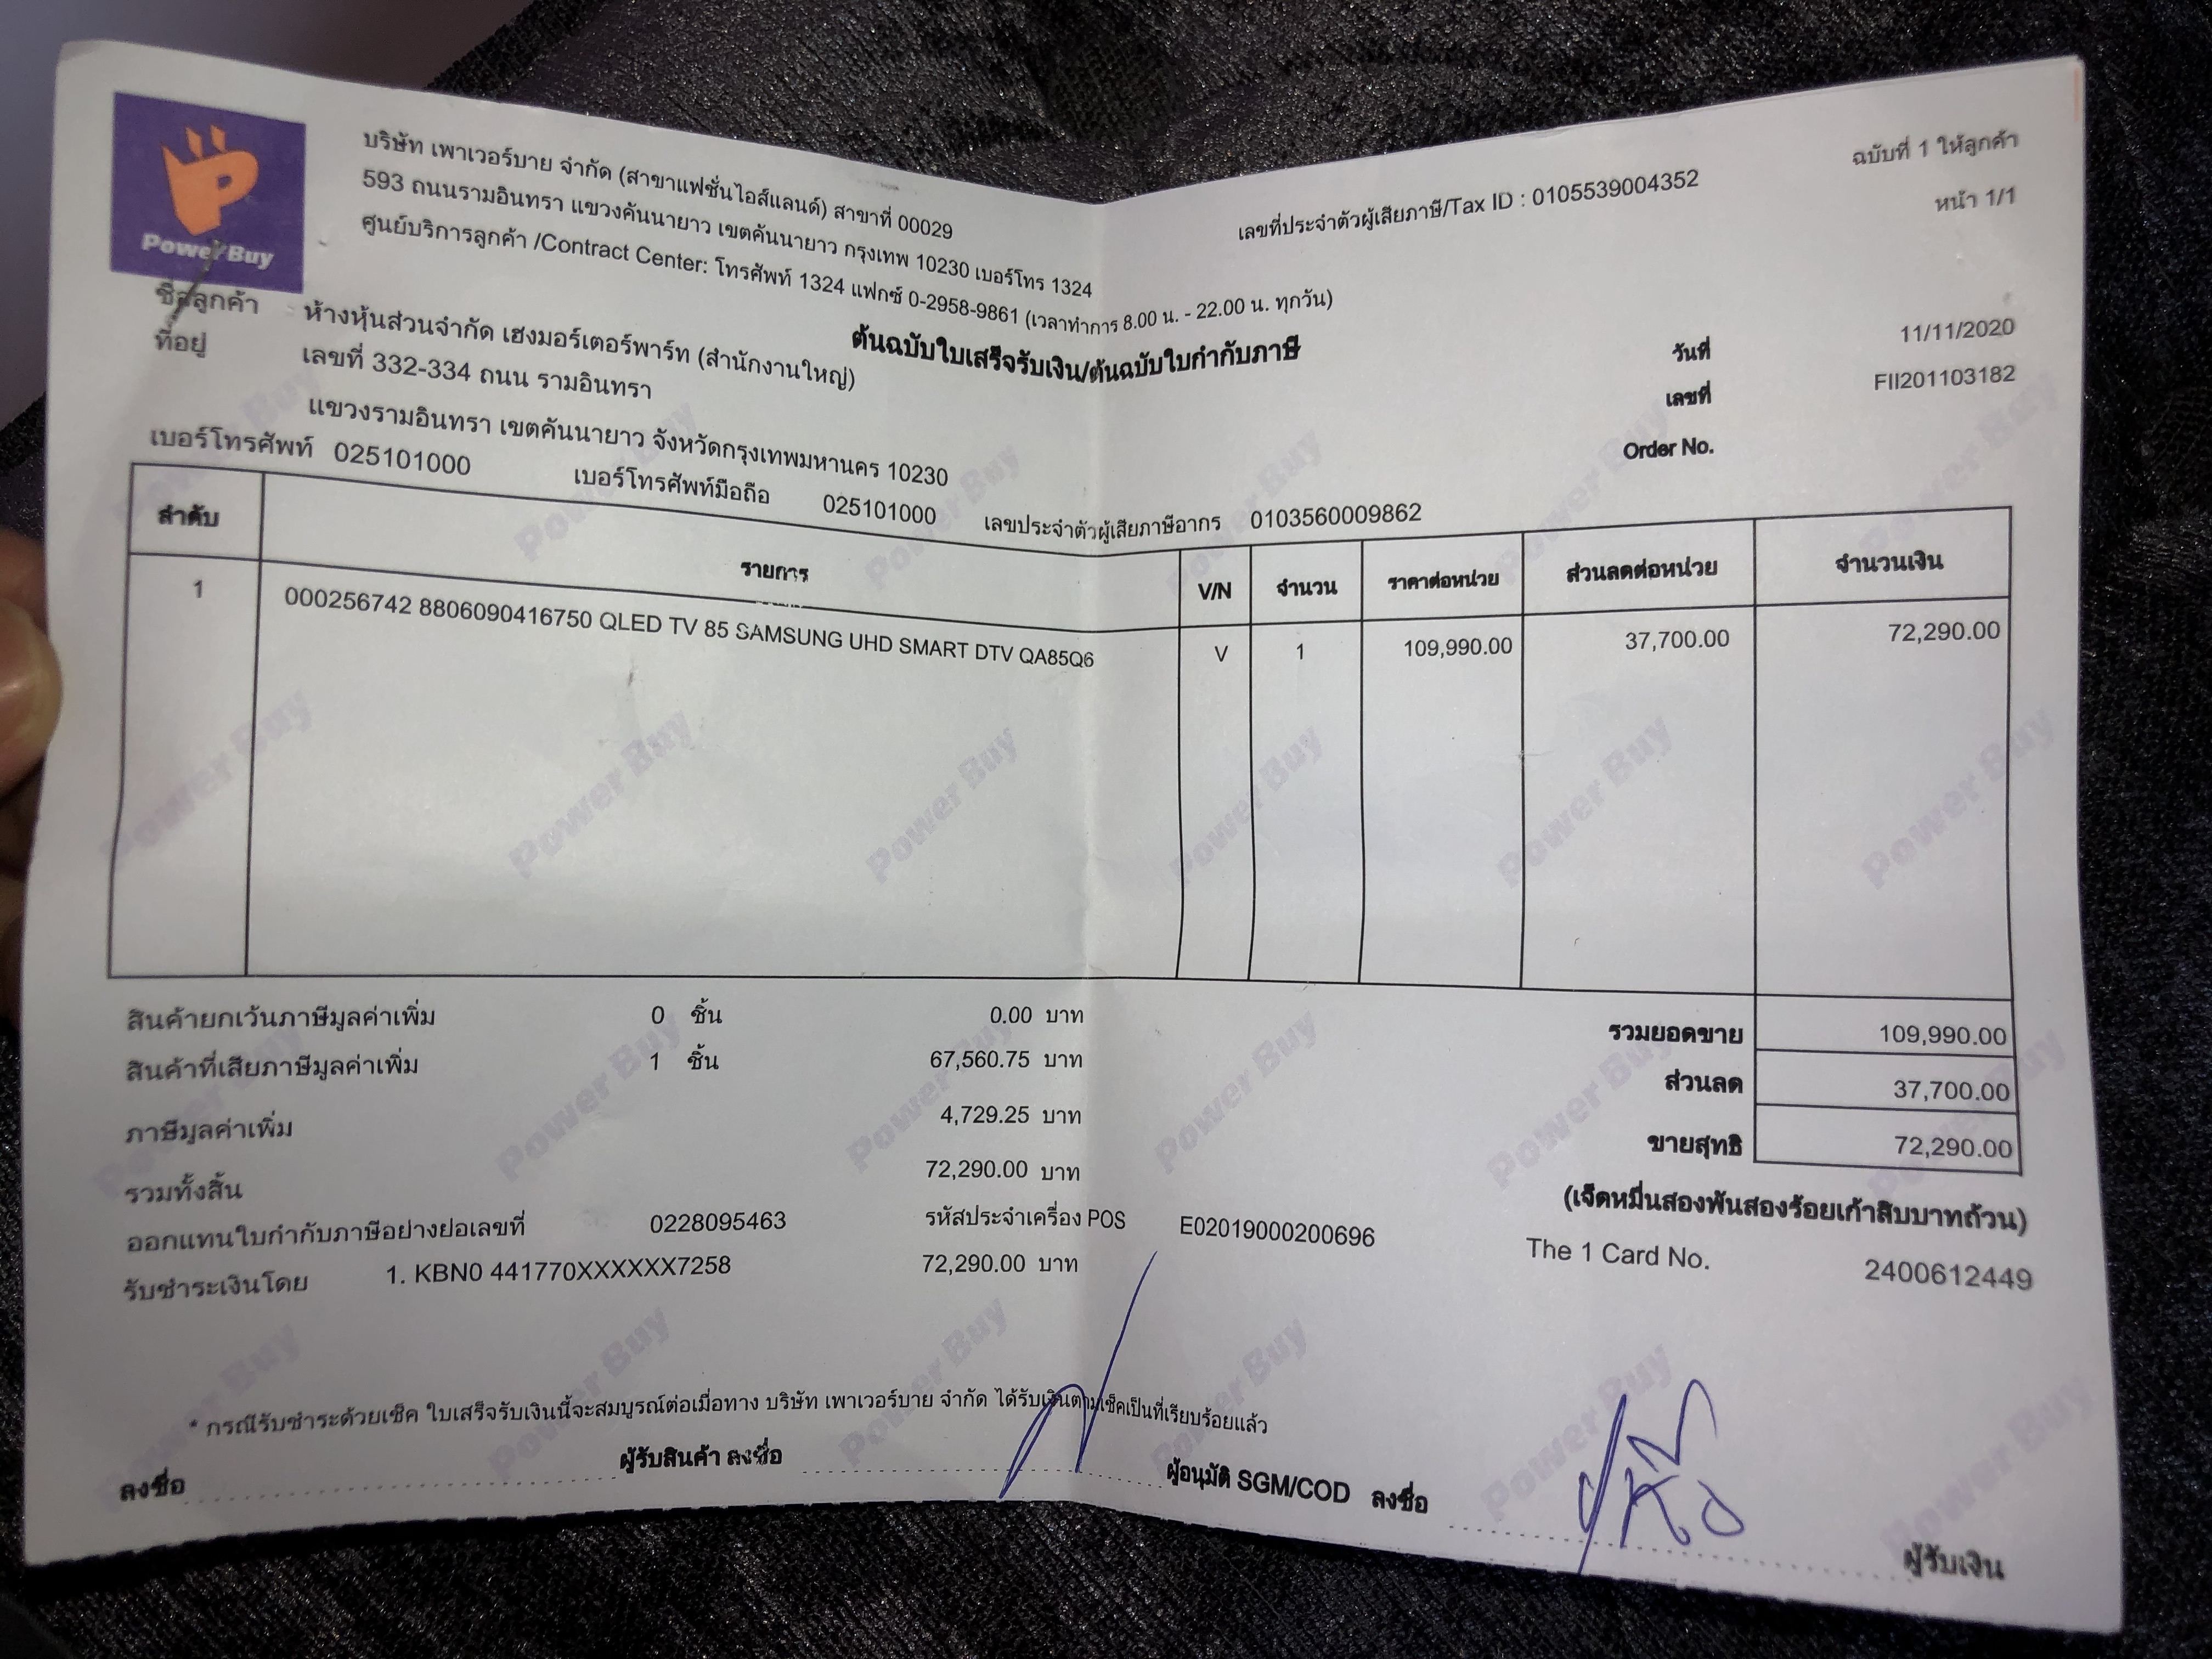 Power Buy
บริษัท เพาเวอร์บาย จำกัด (สาขาแฟชั่นไอส์แลนด์) สาขาที่ 00029
593 ถนนรามอินทรา แขวงคันนายาว เขตคันนายาว กรุงเทพ 10230 เบอร์โทร 1324
ศูนย์บริการลูกค้า /Contract Center: โทรศัพท์ 1324 แฟกซ์ 0-2958-9861 (เวลาทำการ 8.00 น. - 22.00 น. ทุกวัน)
เลขที่ประจำตัวผู้เสียภาษี/Tax ID : 0105539004352
ฉบับที่ 1 ให้ลูกค้า
หน้า 1/1
ต้นฉบับใบเสร็จรับเงิน/ต้นฉบับใบกำกับภาษี
ชื่อลูกค้า ห้างหุ้นส่วนจำกัด เฮงมอร์เตอร์พาร์ท (สำนักงานใหญ่)
ที่อยู่ เลขที่ 332-334 ถนน รามอินทรา
แขวงรามอินทรา เขตคันนายาว จังหวัดกรุงเทพมหานคร 10230
วันที่ 11/11/2020
เลขที่ FII201103182
Order No.
เบอร์โทรศัพท์ 025101000 เบอร์โทรศัพท์มือถือ 025101000 เลขประจำตัวผู้เสียภาษีอากร 0103560009862
ลำดับ รายการ V/N จำนวน ราคาต่อหน่วย ส่วนลดต่อหน่วย จำนวนเงิน
1 000256742 8806090416750 QLED TV 85 SAMSUNG UHD SMART DTV QA85Q6 V 1 109,990.00 37,700.00 72,290.00
สินค้ายกเว้นภาษีมูลค่าเพิ่ม 0 ชิ้น 0.00 บาท
สินค้าที่เสียภาษีมูลค่าเพิ่ม 1 ชิ้น 67,560.75 บาท
ภาษีมูลค่าเพิ่ม 4,729.25 บาท
รวมทั้งสิ้น 72,290.00 บาท
รวมยอดขาย 109,990.00
ส่วนลด 37,700.00
ขายสุทธิ 72,290.00
(เจ็ดหมื่นสองพันสองร้อยเก้าสิบบาทถ้วน)
ออกแทนใบกำกับภาษีอย่างย่อเลขที่ 0228095463 รหัสประจำเครื่อง POS E02019000200696
The 1 Card No. 2400612449
รับชำระเงินโดย 1. KBN0 441770XXXXXX7258 72,290.00 บาท
* กรณีรับชำระด้วยเช็ค ใบเสร็จรับเงินนี้จะสมบูรณ์ต่อเมื่อทาง บริษัท เพาเวอร์บาย จำกัด ได้รับเงินตามเช็คเป็นที่เรียบร้อยแล้ว
ลงชื่อ ผู้รับสินค้า ลงชื่อ ผู้อนุมัติ SGM/COD ลงชื่อ ผู้รับเงิน